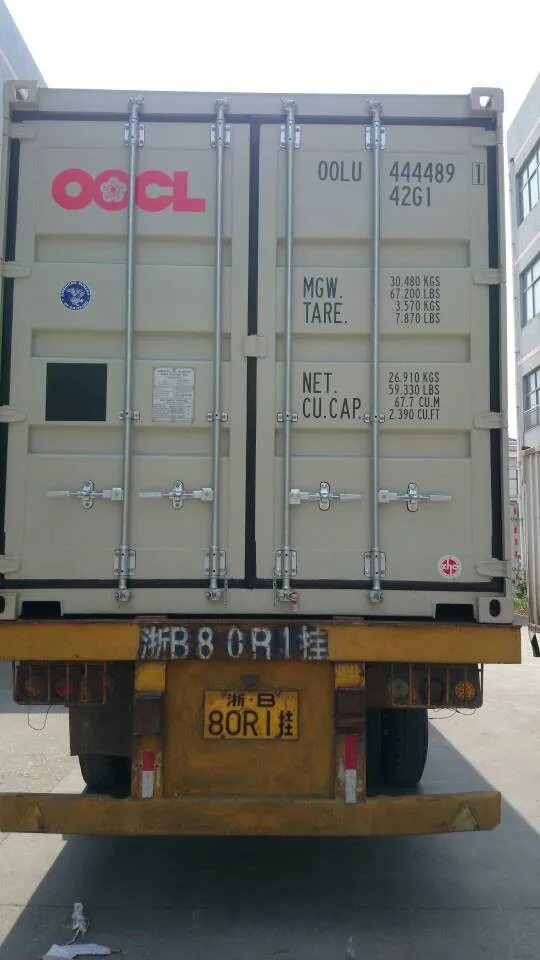 OOCL
OOLU 444489 1
42G1
MGW. 30.480 KGS
67.200 LBS
TARE. 3.570 KGS
7.870 LBS
NET. 26.910 KGS
59.330 LBS
CU.CAP. 67.7 CU.M
2.390 CU.FT
浙B80R1挂
浙·B
80R1挂